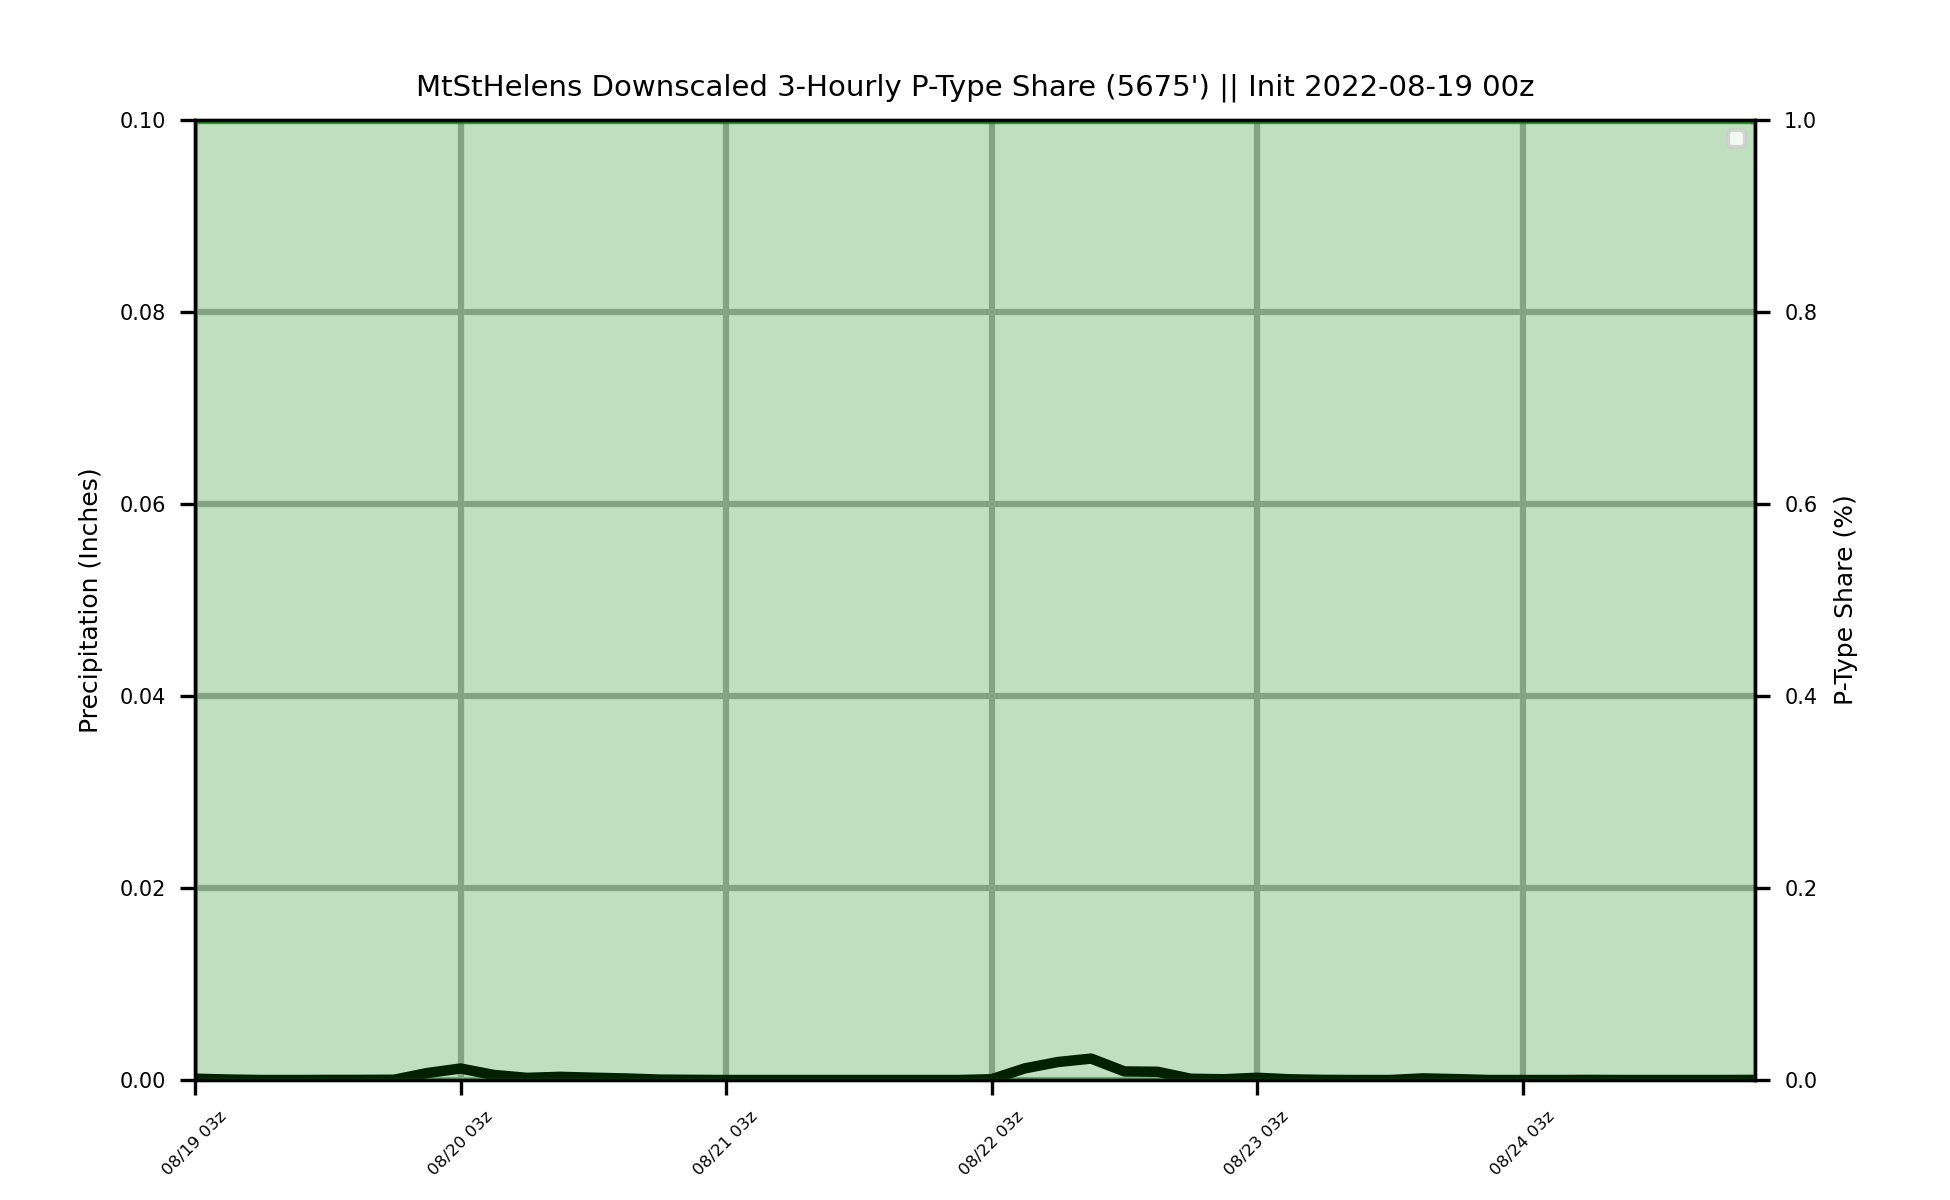 MtStHelens Downscaled 3-Hourly P-Type Share (5675') || Init 2022-08-19 00z
Precipitation (Inches)
0.10
0.08
0.06
0.04
0.02
0.00
1.0
0.8
0.6
0.4
0.2
0.0
P-Type Share (%)
08/19 03z
08/20 03z
08/21 03z
08/22 03z
08/23 03z
08/24 03z